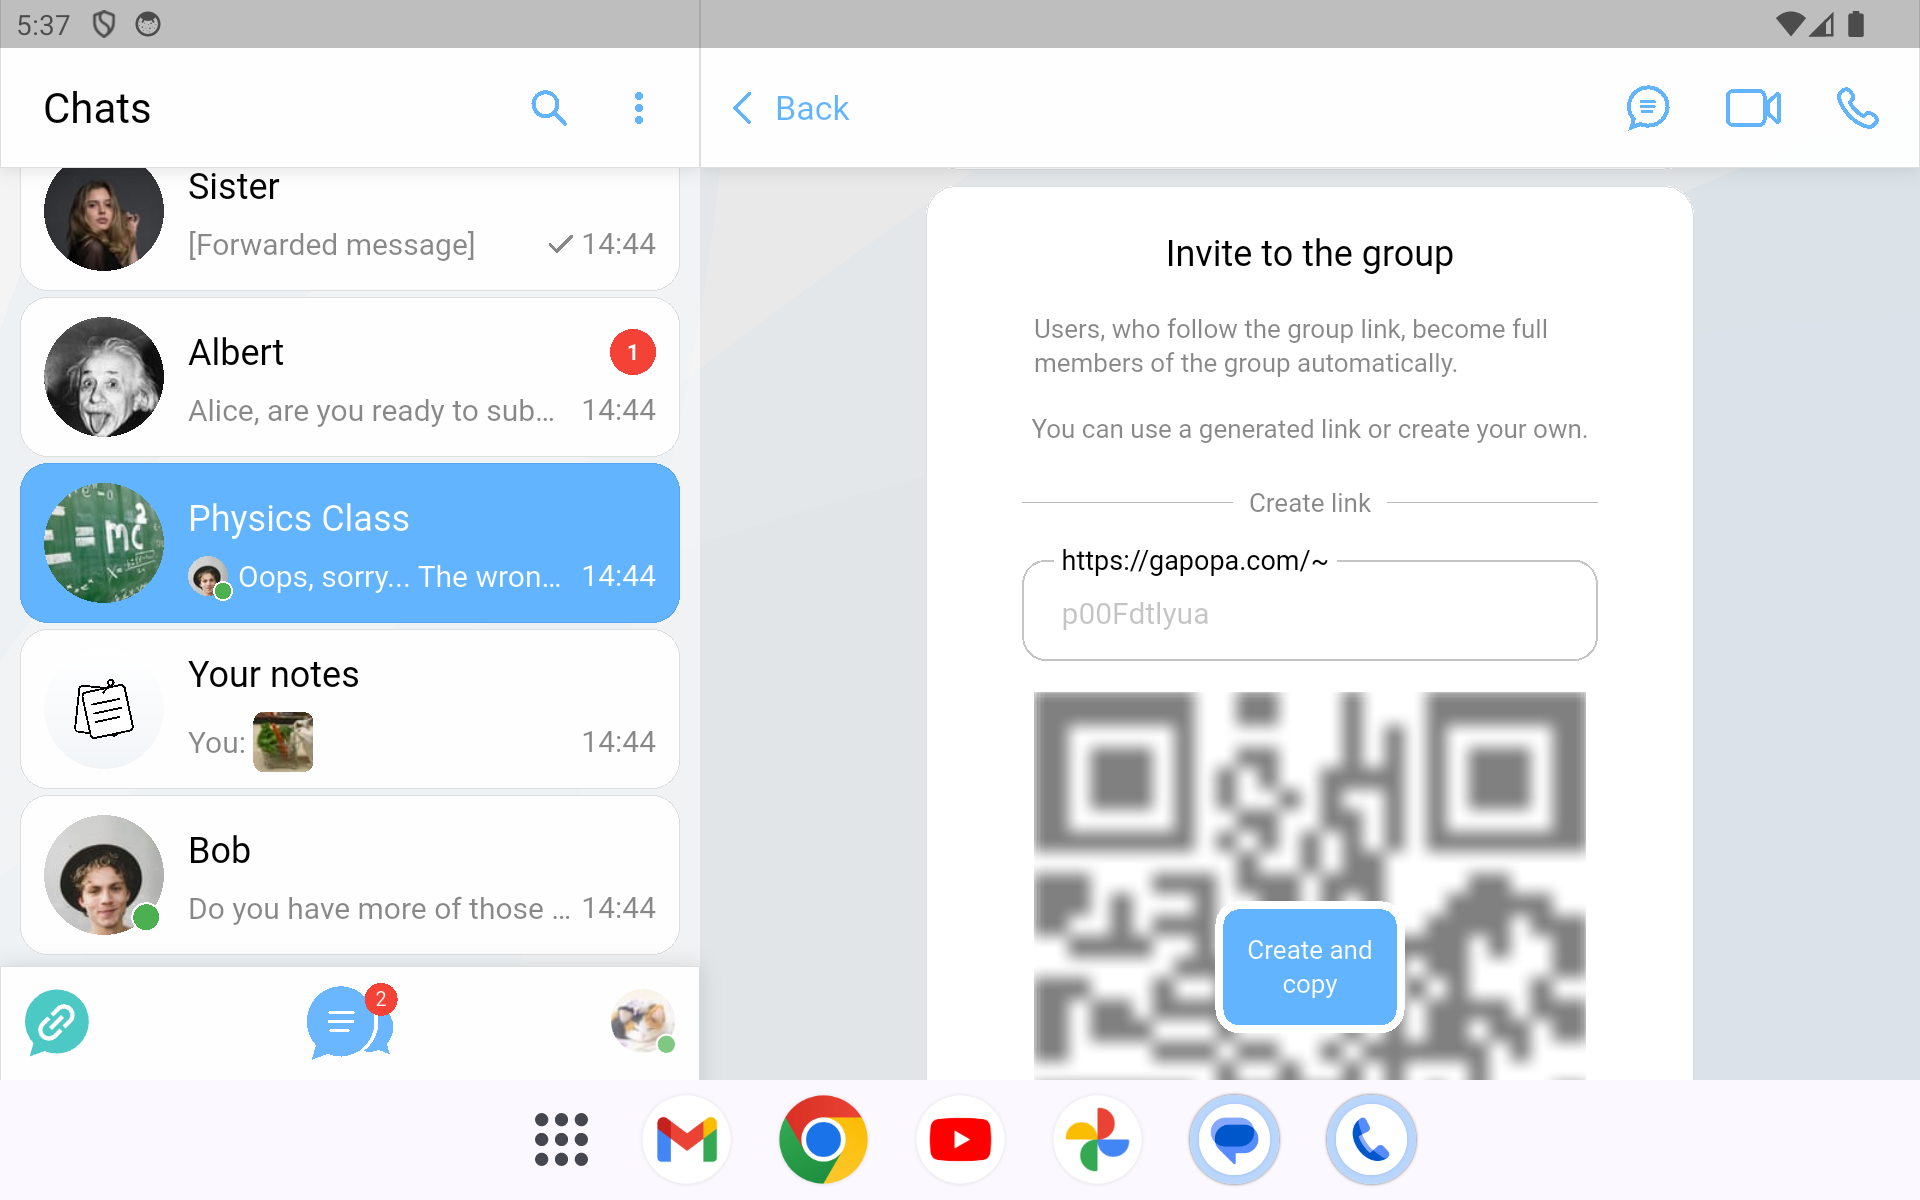 5:37
Chats
Back
Sister
[Forwarded message]
14:44
Albert
1
Alice, are you ready to sub...
14:44
= mc²
Physics Class
Oops, sorry... The wron...
14:44
Your notes
You:
14:44
Bob
Do you have more of those ...
14:44
2
Invite to the group
Users, who follow the group link, become full
members of the group automatically.
You can use a generated link or create your own.
Create link
https://gapopa.com/~
p00Fdtlyua
Create and
copy